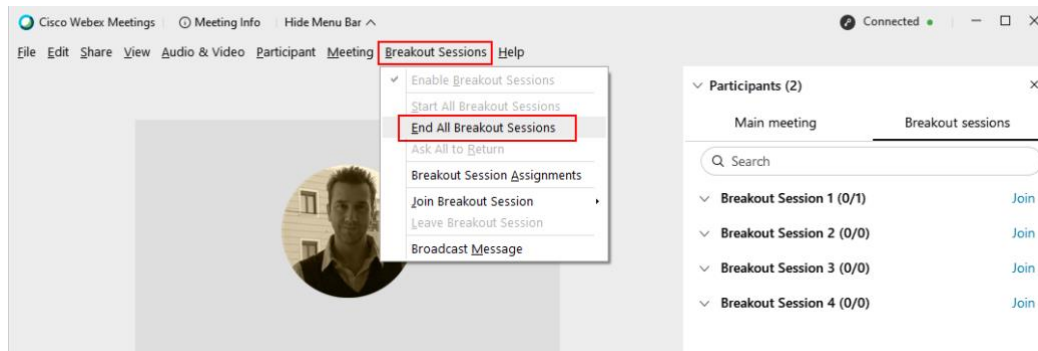 Cisco Webex Meetings Meeting Info Hide Menu Bar Connected
File Edit Share View Audio & Video Participant Meeting Breakout Sessions Help
Enable Breakout Sessions
Start All Breakout Sessions
End All Breakout Sessions
Ask All to Return
Breakout Session Assignments
Join Breakout Session
Leave Breakout Session
Broadcast Message
Participants (2)
Main meeting Breakout sessions
Search
Breakout Session 1 (0/1) Join
Breakout Session 2 (0/0) Join
Breakout Session 3 (0/0) Join
Breakout Session 4 (0/0) Join